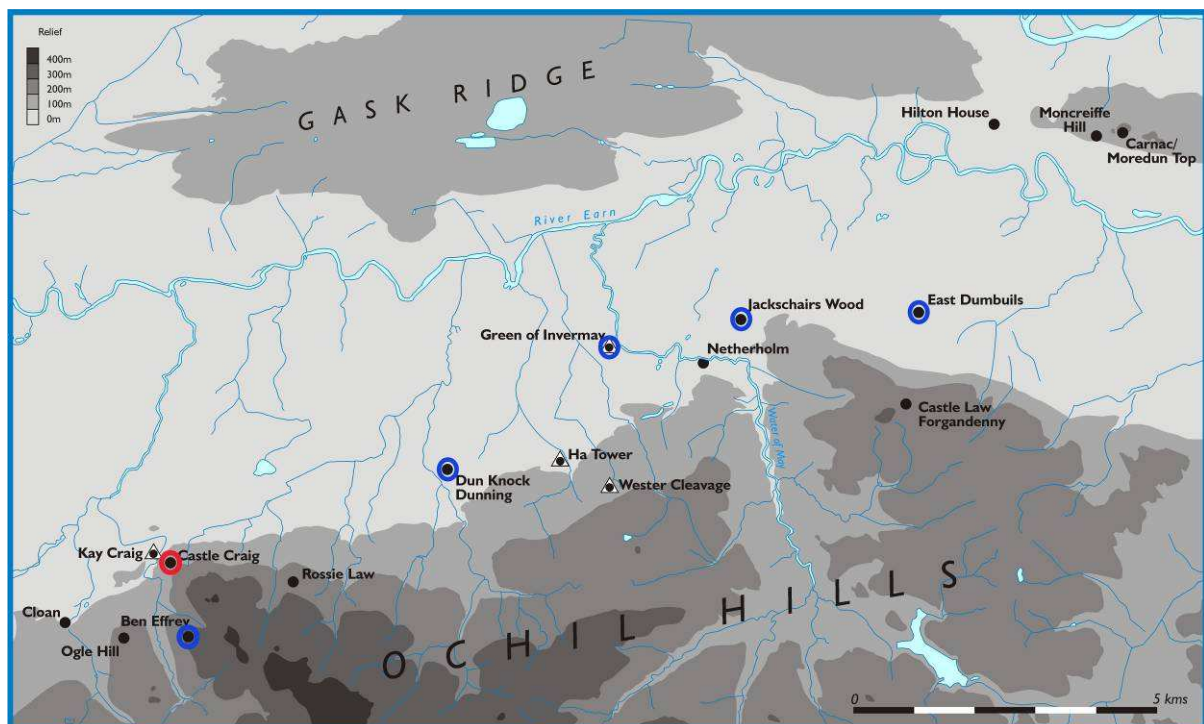 Relief
400m
300m
200m
100m
0m
GASK RIDGE
Hilton House
Moncreiffe
Hill
Carnac/
Moredun Top
River Earn
Jackschairs Wood
East Dumbuils
Green of Invermay
Netherholm
Castle Law
Forgandenny
Water of May
Ha Tower
Dun Knock
Dunning
Wester Cleavage
Kay Craig
Castle Craig
Rossie Law
Cloan
Ben Effrey
Ogle Hill
OCHIL HILLS
0
5 kms